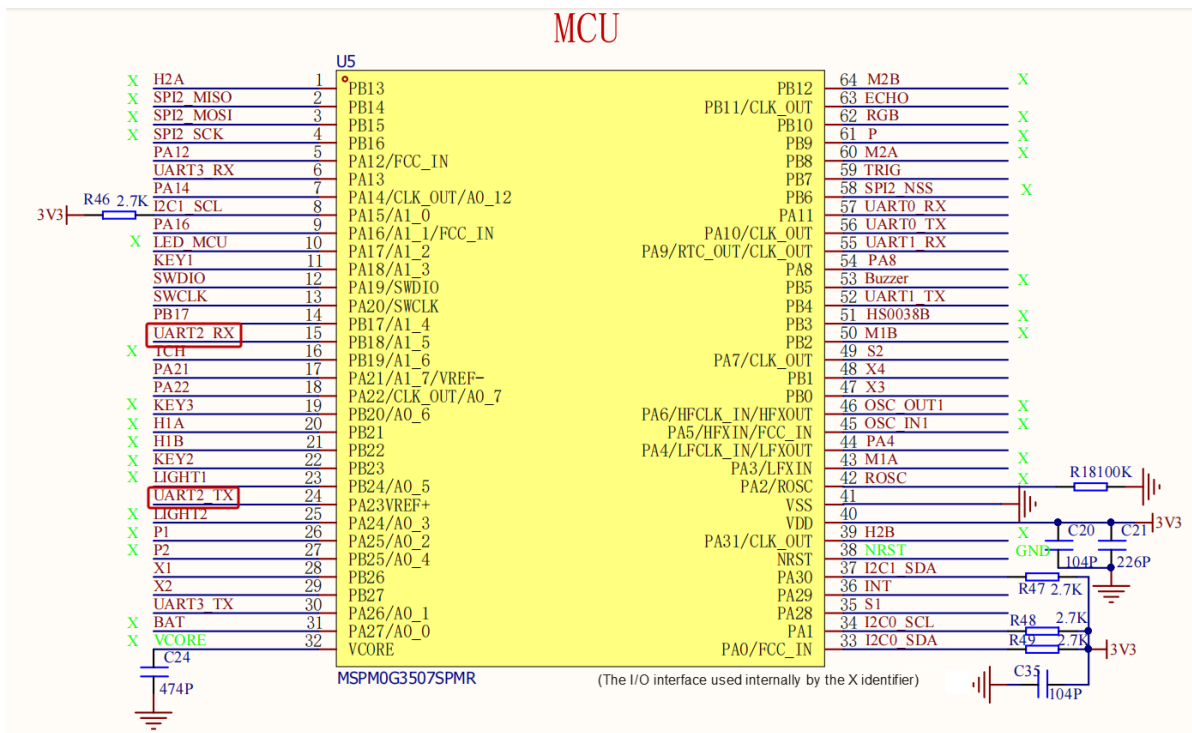 MCU
U5
X H2A 1 PB13
X SPI2_MISO 2 PB14
X SPI2_MOSI 3 PB15
X SPI2_SCK 4 PB16
PA12 5 PA12/FCC_IN
UART3_RX 6 PA13
PA14 7 PA14/CLK_OUT/A0_12
3V3 R46 2.7K I2C1_SCL 8 PA15/A1_0
PA16 9 PA16/A1_1/FCC_IN
X LED_MCU 10 PA17/A1_2
KEY1 11 PA18/A1_3
SWDIO 12 PA19/SWDIO
SWCLK 13 PA20/SWCLK
PB17 14 PB17/A1_4
UART2_RX 15 PB18/A1_5
X TCH 16 PB19/A1_6
PA21 17 PA21/A1_7/VREF-
PA22 18 PA22/CLK_OUT/A0_7
X KEY3 19 PB20/A0_6
X H1A 20 PB21
X H1B 21 PB22
X KEY2 22 PB23
X LIGHT1 23 PB24/A0_5
UART2_TX 24 PA23VREF+
X LIGHT2 25 PA24/A0_3
X P1 26 PA25/A0_2
X P2 27 PB25/A0_4
X1 28 PB26
X2 29 PB27
UART3_TX 30 PA26/A0_1
X BAT 31 PA27/A0_0
X VCORE 32 VCORE
C24
474P
PB12 64 M2B X
PB11/CLK_OUT 63 ECHO
PB10 62 RGB X
PB9 61 P X
PB8 60 M2A X
PB7 59 TRIG
PB6 58 SPI2_NSS X
PA11 57 UART0_RX
PA10/CLK_OUT 56 UART0_TX
PA9/RTC_OUT/CLK_OUT 55 UART1_RX
PA8 54 PA8
PB5 53 Buzzer X
PB4 52 UART1_TX
PB3 51 HS0038B X
PB2 50 M1B X
PA7/CLK_OUT 49 S2
PB1 48 X4
PB0 47 X3
PA6/HFCLK_IN/HFXOUT 46 OSC_OUT1 X
PA5/HFXIN/FCC_IN 45 OSC_IN1 X
PA4/LFCLK_IN/LFXOUT 44 PA4
PA3/LFXIN 43 M1A X
PA2/ROSC 42 ROSC X R18100K
VSS 41
VDD 40 3V3
PA31/CLK_OUT 39 H2B X C20 C21
NRST 38 NRST GND 104P 226P
PA30 37 I2C1_SDA R47 2.7K
PA29 36 INT
PA28 35 S1
PA1 34 I2C0_SCL R48 2.7K
PA0/FCC_IN 33 I2C0_SDA R49 2.7K 3V3
C35
104P
MSPM0G3507SPMR
(The I/O interface used internally by the X identifier)